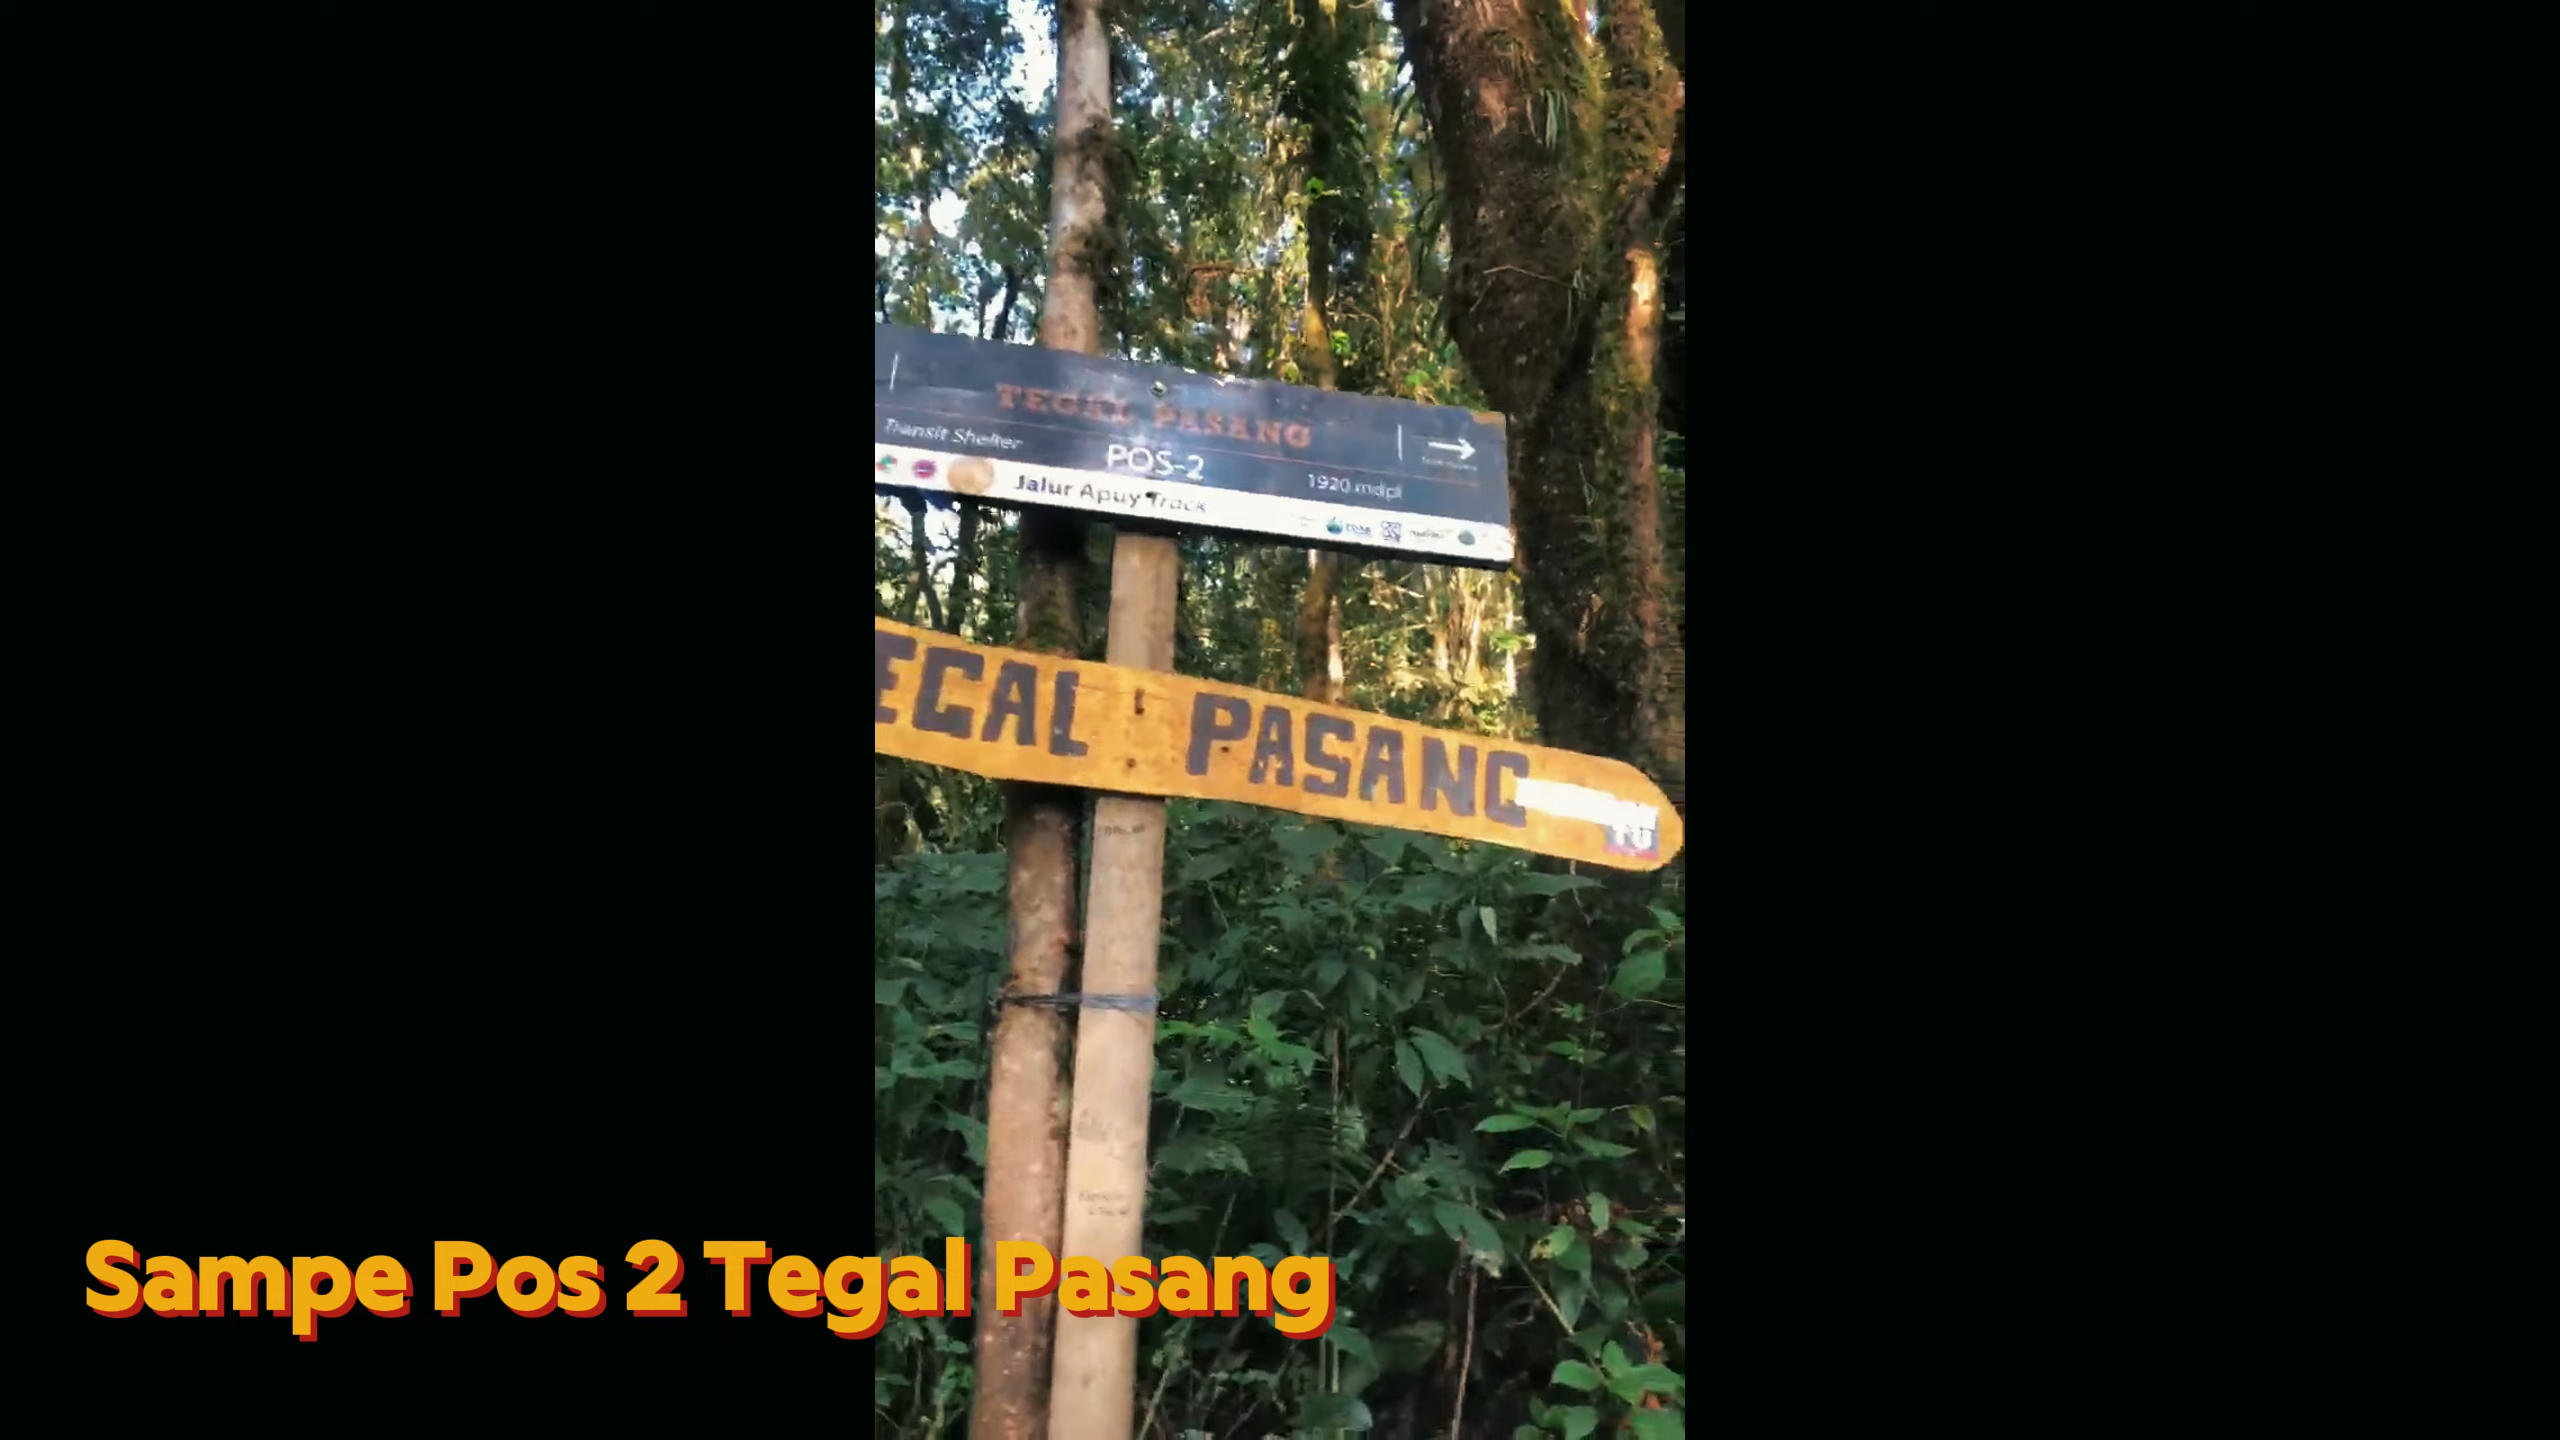 TEGAL PASANG
Transit Shelter
POS-2
1920 mdpl
Jalur Apuy Track
EGAL PASANG
Sampe Pos 2 Tegal Pasang